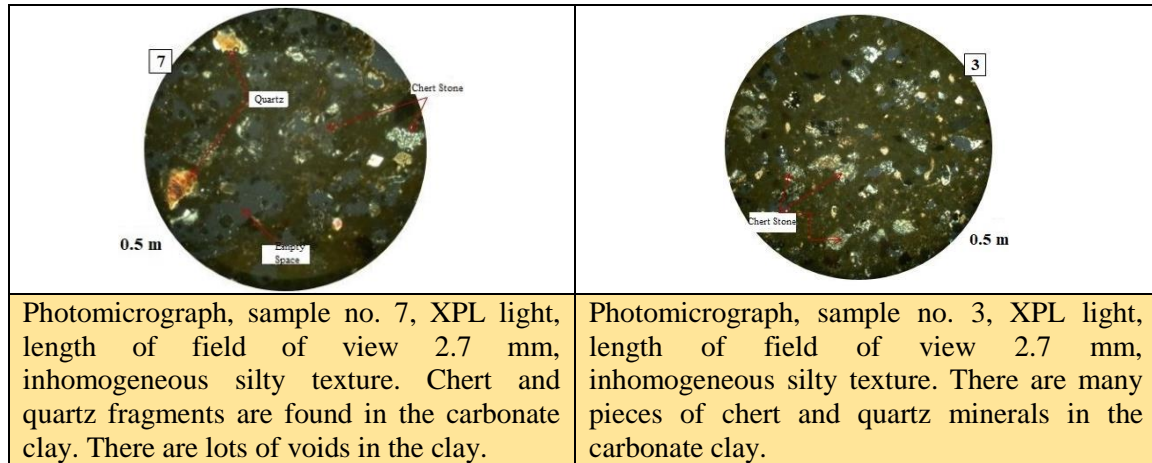 7
Quartz
Chert Stone
0.5 m
Empty
Space
3
Chert Stone
0.5 m
Photomicrograph, sample no. 7, XPL light,
length of field of view 2.7 mm,
inhomogeneous silty texture. Chert and
quartz fragments are found in the carbonate
clay. There are lots of voids in the clay.
Photomicrograph, sample no. 3, XPL light,
length of field of view 2.7 mm,
inhomogeneous silty texture. There are many
pieces of chert and quartz minerals in the
carbonate clay.